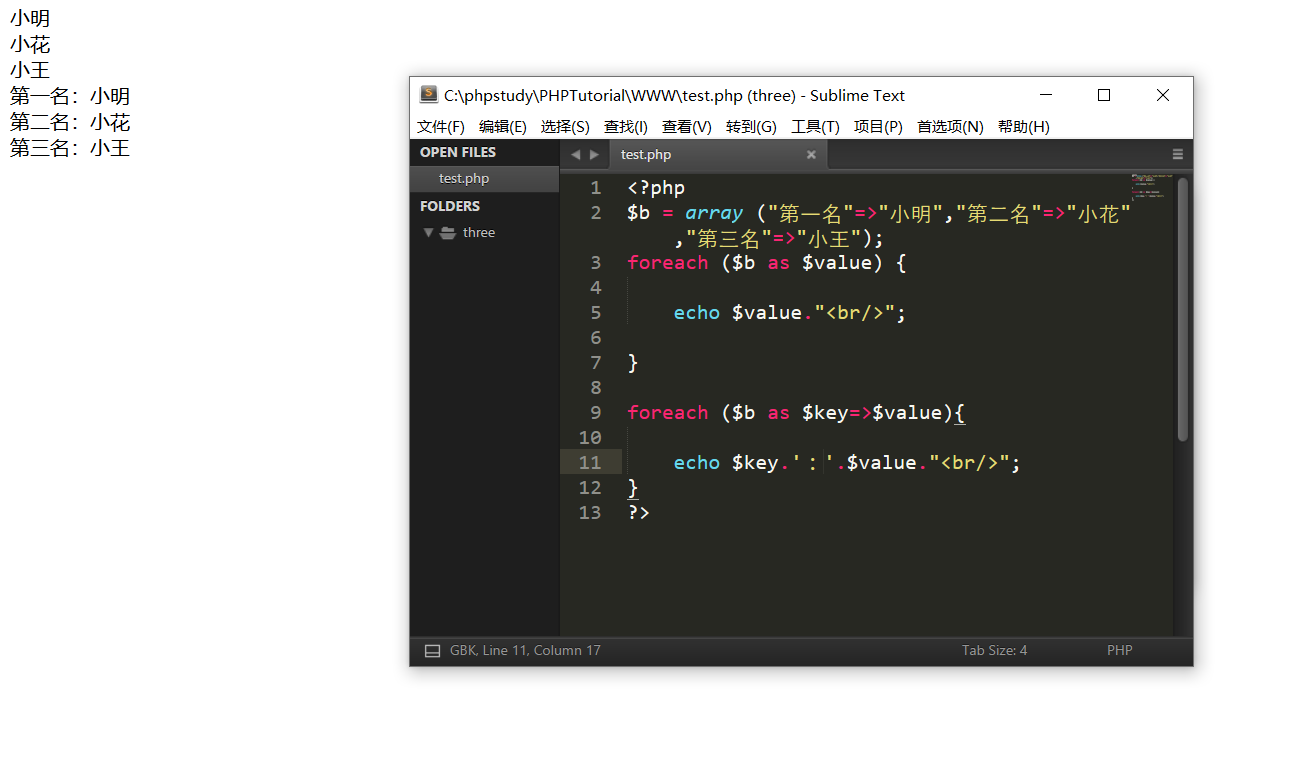 小明
小花
小王
第一名：小明
第二名：小花
第三名：小王
C:\phpstudy\PHPTutorial\WWW\test.php (three) - Sublime Text
文件(F) 编辑(E) 选择(S) 查找(I) 查看(V) 转到(G) 工具(T) 项目(P) 首选项(N) 帮助(H)
OPEN FILES
test.php
FOLDERS
three
test.php
1 <?php
2 $b = array ("第一名"=>"小明","第二名"=>"小花"
,"第三名"=>"小王");
3 foreach ($b as $value) {
4
5 echo $value."<br/>";
6
7 }
8
9 foreach ($b as $key=>$value){
10
11 echo $key.'：'.$value."<br/>";
12 }
13 ?>
GBK, Line 11, Column 17
Tab Size: 4
PHP